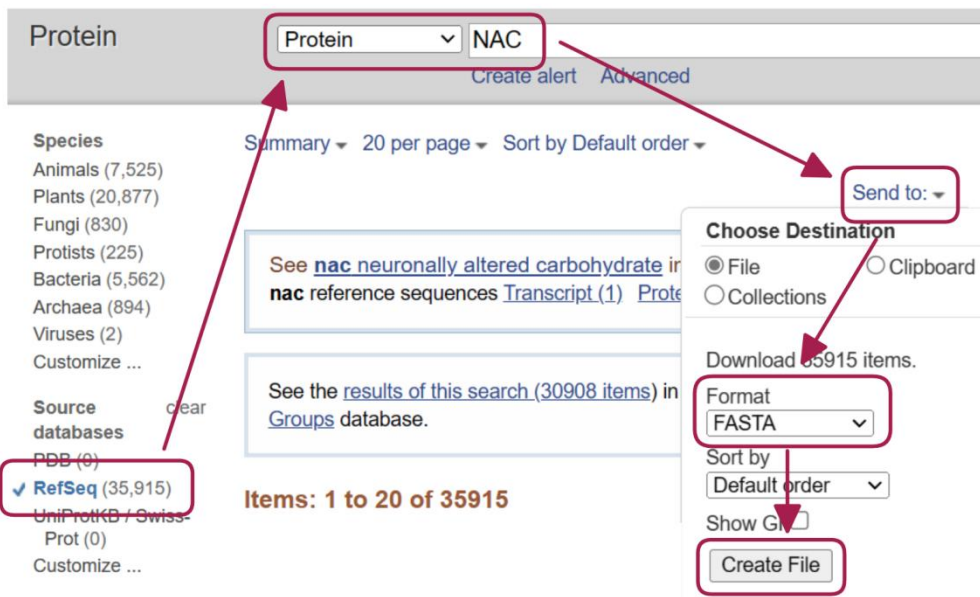 Protein
Protein
NAC
Create alert Advanced
Species
Animals (7,525)
Plants (20,877)
Fungi (830)
Protists (225)
Bacteria (5,562)
Archaea (894)
Viruses (2)
Customize ...
Source clear
databases
PDB (0)
RefSeq (35,915)
UniProtKB / Swiss-
Prot (0)
Customize ...
Summary 20 per page Sort by Default order
See nac neuronally altered carbohydrate in
nac reference sequences Transcript (1) Prote
See the results of this search (30908 items) in
Groups database.
Items: 1 to 20 of 35915
Send to:
Choose Destination
File Clipboard
Collections
Download 35915 items.
Format
FASTA
Sort by
Default order
Show GI
Create File